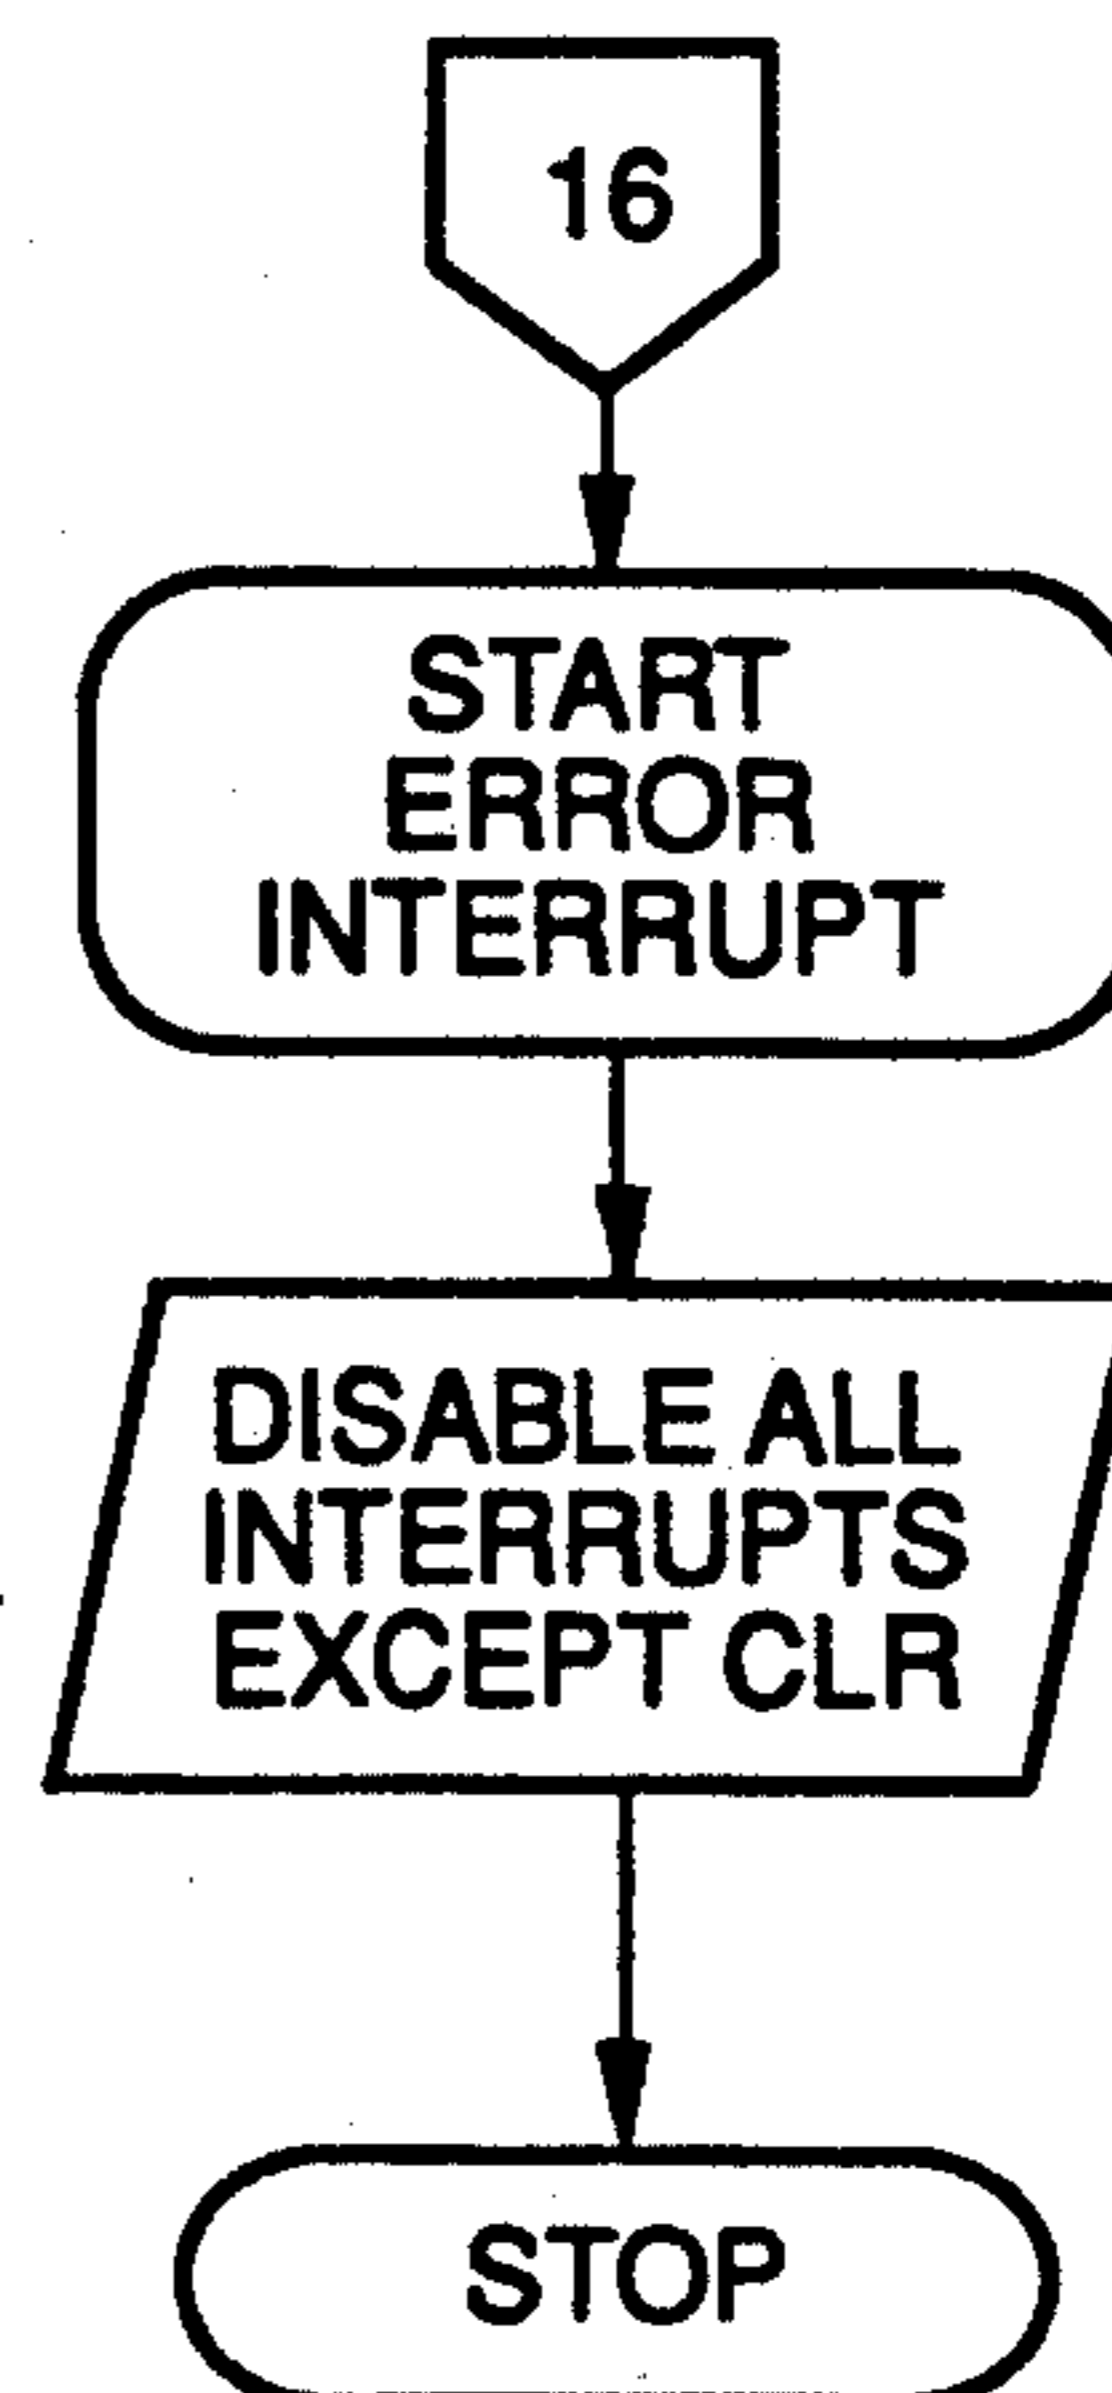 16
START
ERROR
INTERRUPT
DISABLE ALL
INTERRUPTS
EXCEPT CLR
STOP